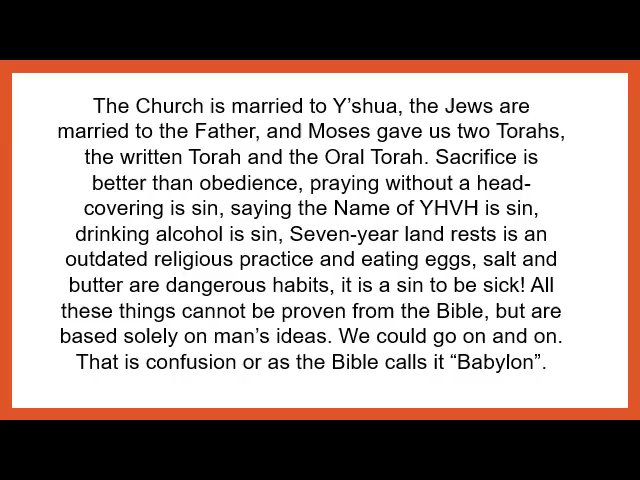 The Church is married to Y’shua, the Jews are
married to the Father, and Moses gave us two Torahs,
the written Torah and the Oral Torah. Sacrifice is
better than obedience, praying without a head-
covering is sin, saying the Name of YHVH is sin,
drinking alcohol is sin, Seven-year land rests is an
outdated religious practice and eating eggs, salt and
butter are dangerous habits, it is a sin to be sick! All
these things cannot be proven from the Bible, but are
based solely on man’s ideas. We could go on and on.
That is confusion or as the Bible calls it “Babylon”.